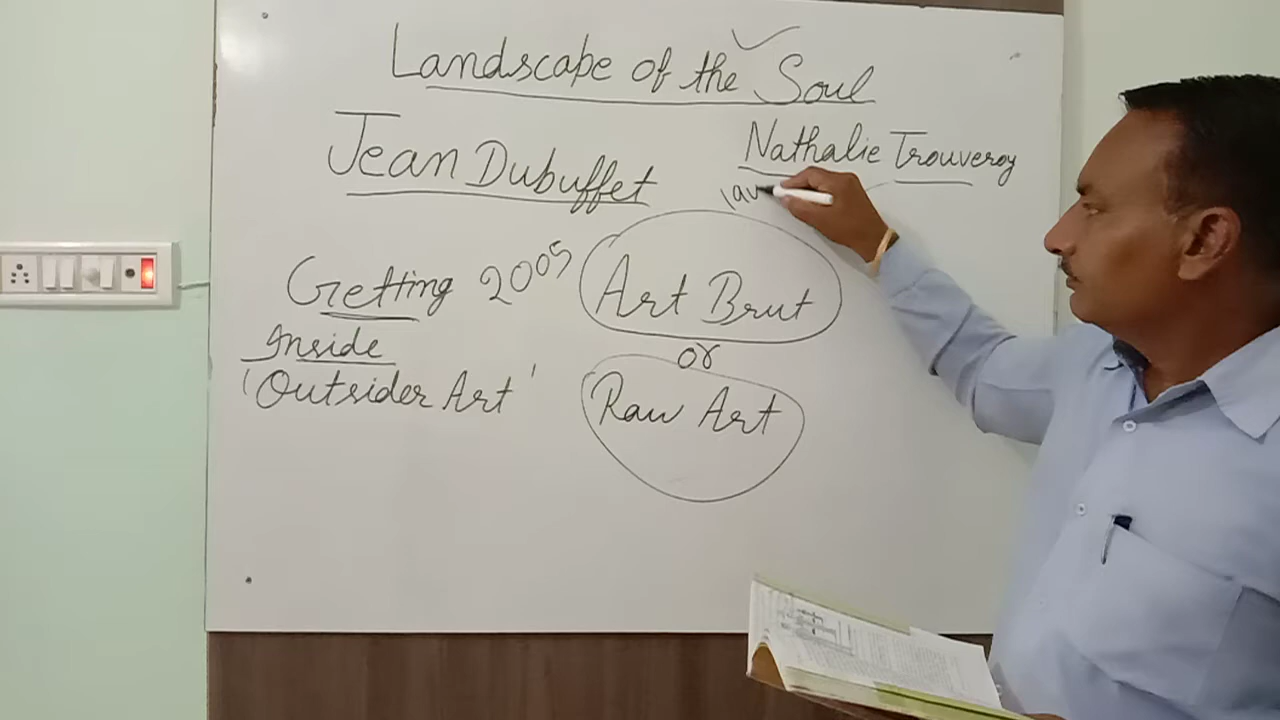 Landscape of the Soul
Jean Dubuffet
Nathalie Trouveroy
Getting 2005
Inside
'Outsider Art'
Art Brut
or
Raw Art